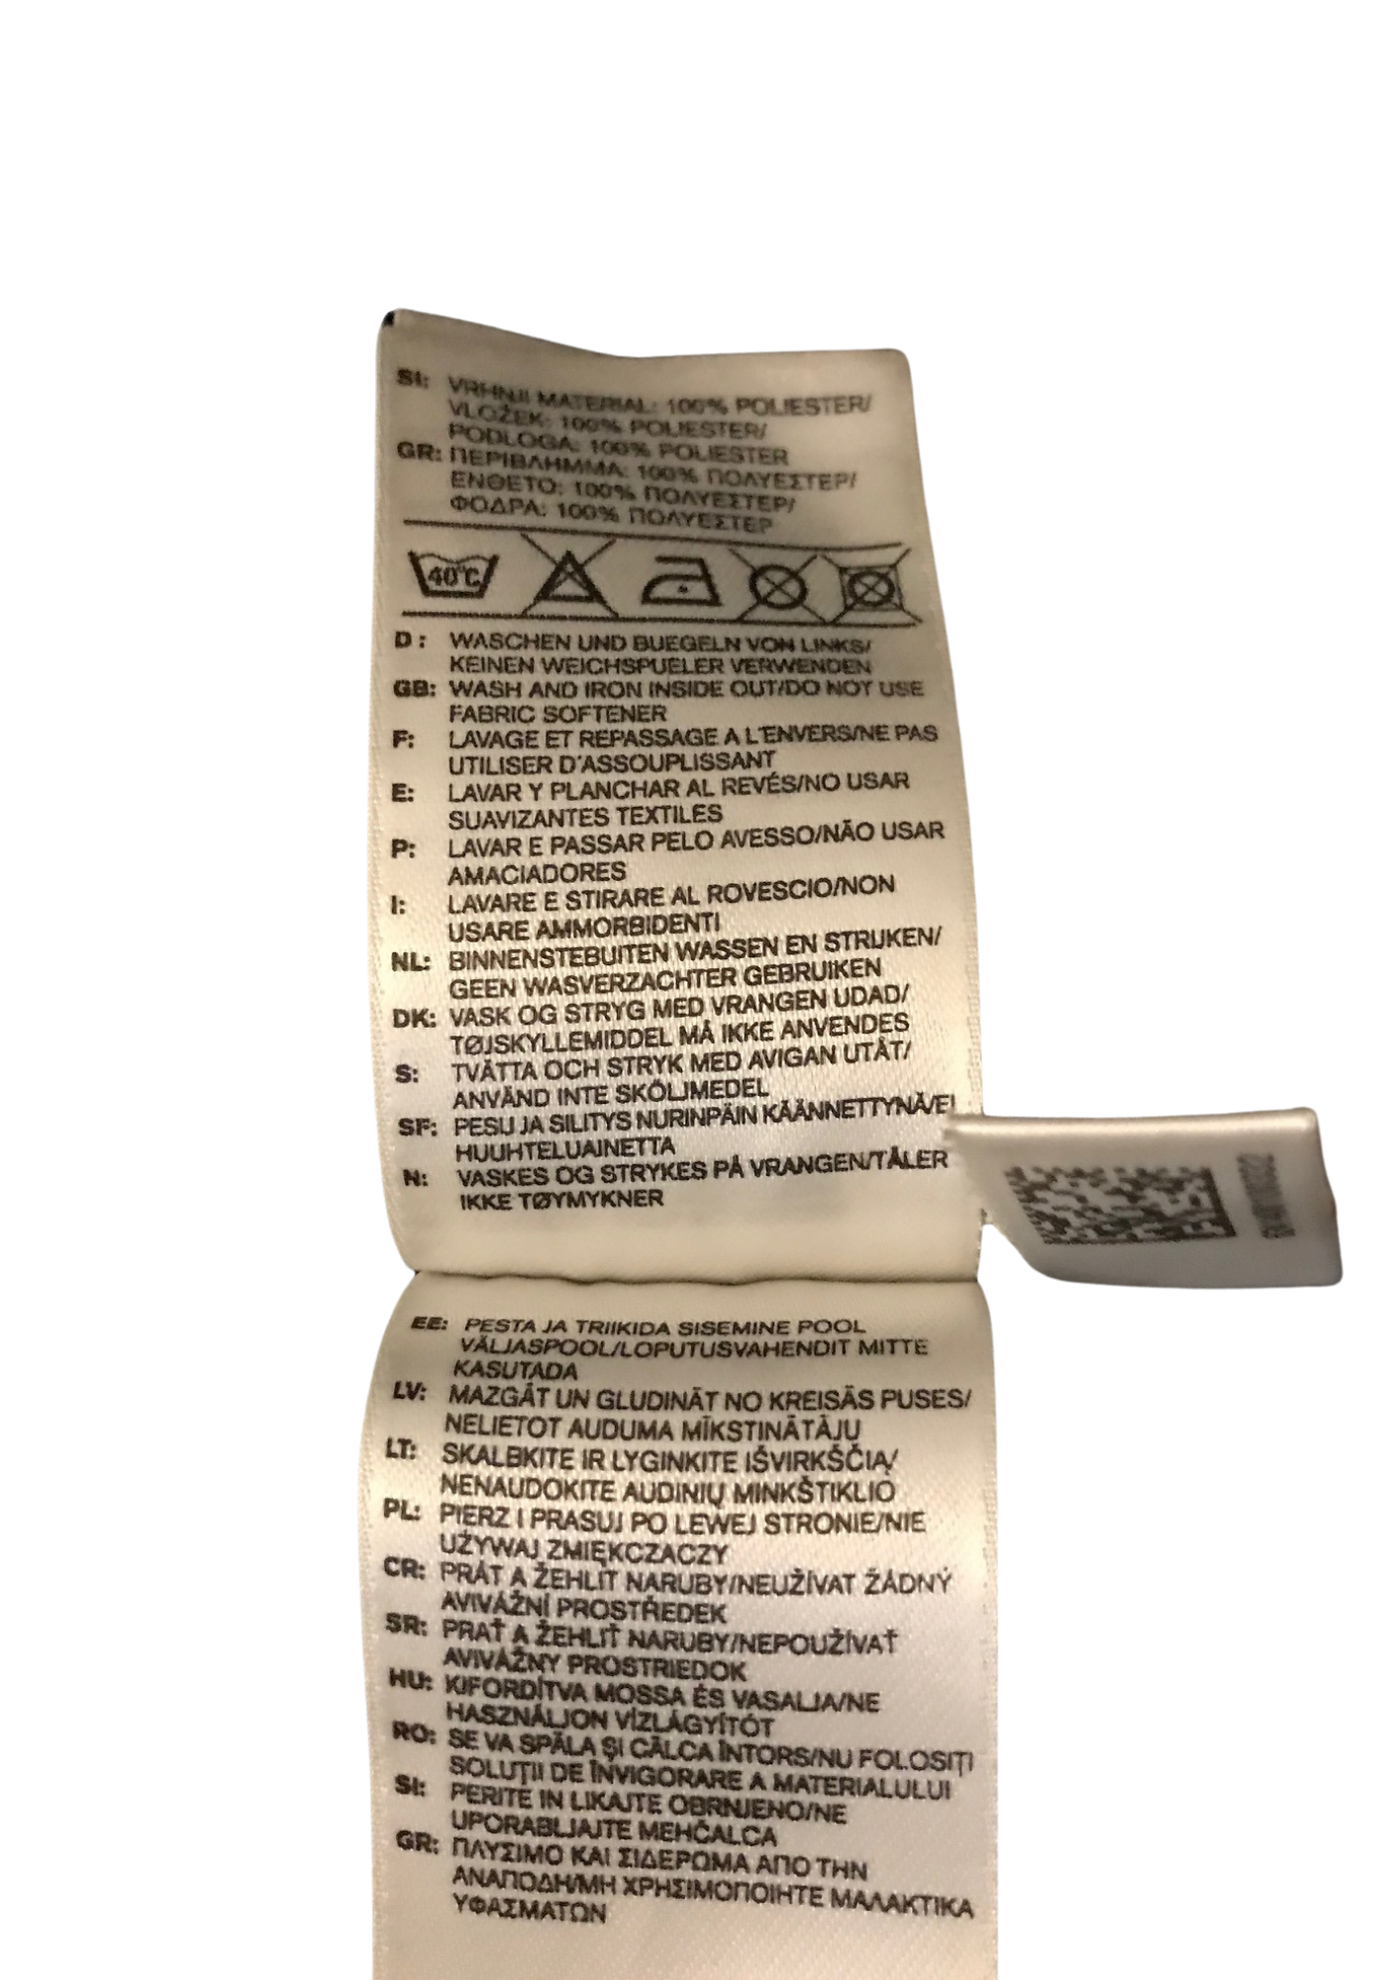 SI: VRHNJI MATERIAL: 100% POLIESTER/
VLOŽEK: 100% POLIESTER/
PODLOGA: 100% POLIESTER
GR: ΠΕΡΙΒΛΗΜΜΑ: 100% ΠΟΛΥΕΣΤΕΡ/
ΕΝΘΕΤΟ: 100% ΠΟΛΥΕΣΤΕΡ/
ΦΟΔΡΑ: 100% ΠΟΛΥΕΣΤΕΡ
40°C
D: WASCHEN UND BUEGELN VON LINKS/
KEINEN WEICHSPUELER VERWENDEN
GB: WASH AND IRON INSIDE OUT/DO NOT USE
FABRIC SOFTENER
F: LAVAGE ET REPASSAGE A L'ENVERS/NE PAS
UTILISER D'ASSOUPLISSANT
E: LAVAR Y PLANCHAR AL REVÉS/NO USAR
SUAVIZANTES TEXTILES
P: LAVAR E PASSAR PELO AVESSO/NÃO USAR
AMACIADORES
I: LAVARE E STIRARE AL ROVESCIO/NON
USARE AMMORBIDENTI
NL: BINNENSTEBUITEN WASSEN EN STRIJKEN/
GEEN WASVERZACHTER GEBRUIKEN
DK: VASK OG STRYG MED VRANGEN UDAD/
TØJSKYLLEMIDDEL MÅ IKKE ANVENDES
S: TVÄTTA OCH STRYK MED AVIGAN UTÅT/
ANVÄND INTE SKÖLJMEDEL
SF: PESU JA SILITYS NURINPÄIN KÄÄNNETTYNÄ/EI
HUUHTELUAINETTA
N: VASKES OG STRYKES PÅ VRANGEN/TÅLER
IKKE TØYMYKNER
EE: PESTA JA TRIIKIDA SISEMINE POOL
VÄLJASPOOL/LOPUTUSVAHENDIT MITTE
KASUTADA
LV: MAZGĀT UN GLUDINĀT NO KREISĀS PUSES/
NELIETOT AUDUMA MĪKSTINĀTĀJU
LT: SKALBKITE IR LYGINKITE IŠVIRKŠČIĄ/
NENAUDOKITE AUDINIŲ MINKŠTIKLIO
PL: PIERZ I PRASUJ PO LEWEJ STRONIE/NIE
UŻYWAJ ZMIĘKCZACZY
CR: PRÁT A ŽEHLIT NARUBY/NEUŽÍVAT ŽÁDNÝ
AVIVÁŽNÍ PROSTŘEDEK
SR: PRAŤ A ŽEHLIŤ NARUBY/NEPOUŽÍVAŤ
AVIVÁŽNY PROSTRIEDOK
HU: KIFORDÍTVA MOSSA ÉS VASALJA/NE
HASZNÁLJON VÍZLÁGYÍTÓT
RO: SE VA SPĂLA ŞI CĂLCA ÎNTORS/NU FOLOSIŢI
SOLUŢII DE ÎNVIGORARE A MATERIALULUI
SI: PERITE IN LIKAJTE OBRNJENO/NE
UPORABLJAJTE MEHČALCA
GR: ΠΛΥΣΙΜΟ ΚΑΙ ΣΙΔΕΡΩΜΑ ΑΠΟ ΤΗΝ
ΑΝΑΠΟΔΗ/ΜΗ ΧΡΗΣΙΜΟΠΟΙΗΤΕ ΜΑΛΑΚΤΙΚΑ
ΥΦΑΣΜΑΤΩΝ